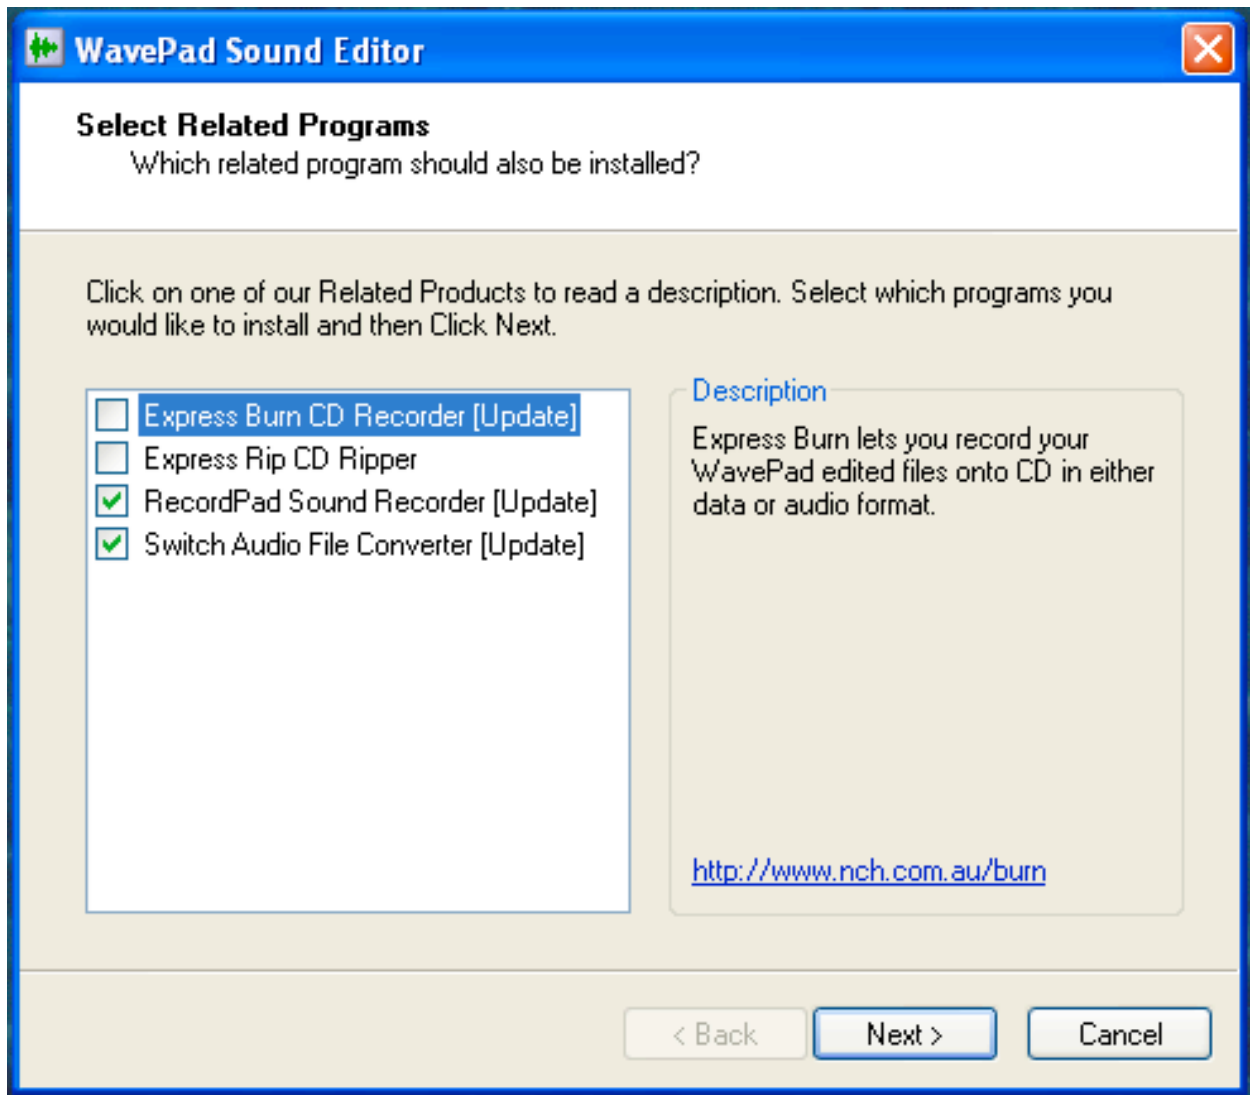 WavePad Sound Editor
Select Related Programs
Which related program should also be installed?
Click on one of our Related Products to read a description. Select which programs you
would like to install and then Click Next.
Express Burn CD Recorder [Update]
Express Rip CD Ripper
RecordPad Sound Recorder [Update]
Switch Audio File Converter [Update]
Description
Express Burn lets you record your
WavePad edited files onto CD in either
data or audio format.
http://www.nch.com.au/burn
< Back
Next >
Cancel